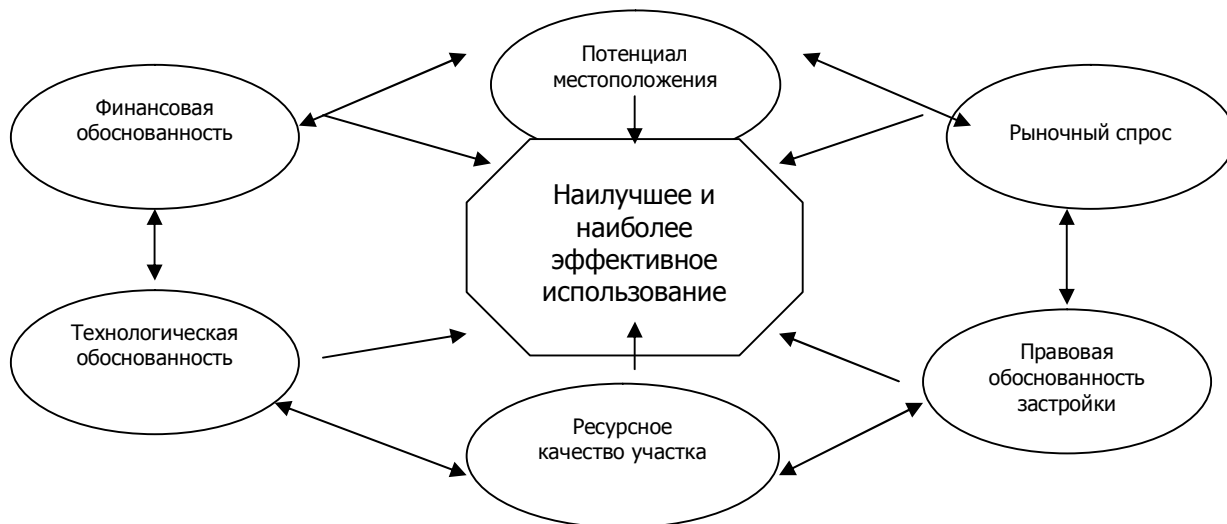 Потенциал
местоположения
Финансовая
обоснованность
Рыночный спрос
Наилучшее и
наиболее
эффективное
использование
Технологическая
обоснованность
Правовая
обоснованность
застройки
Ресурсное
качество участка